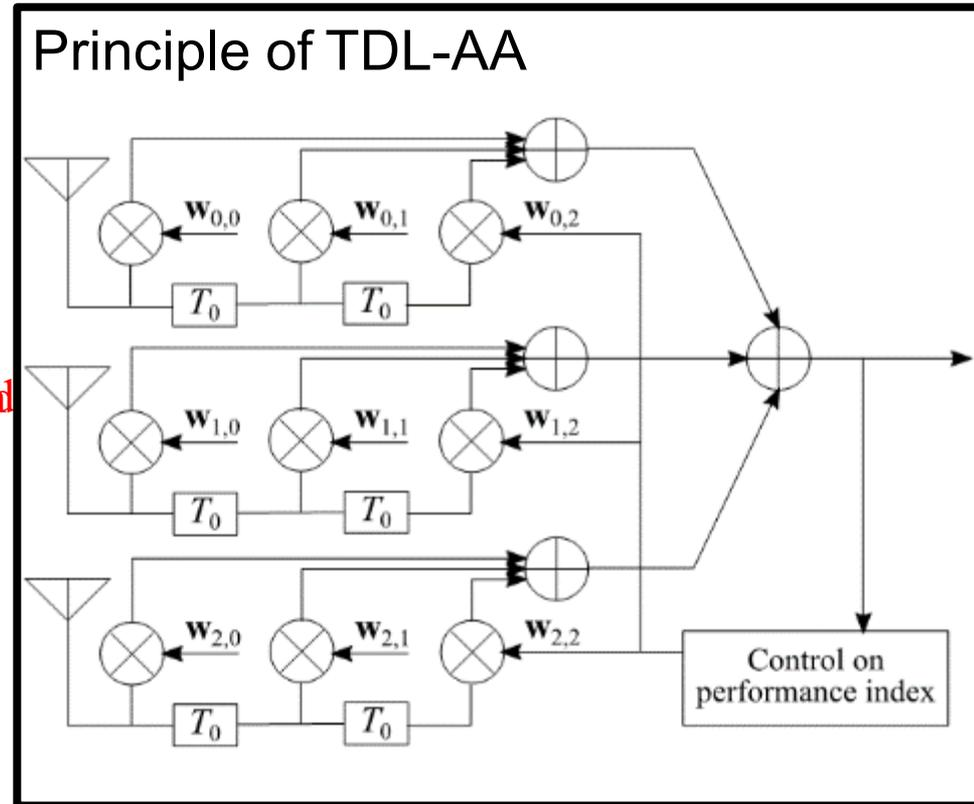 Principle of TDL-AA
w0,0 w0,1 w0,2
T0 T0
w1,0 w1,1 w1,2
T0 T0
w2,0 w2,1 w2,2
T0 T0
Control on
performance index